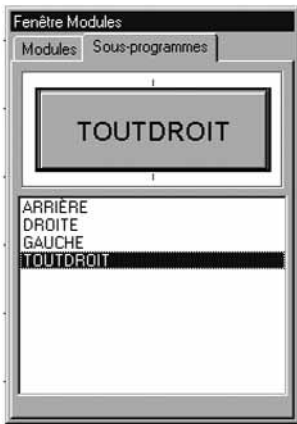 Fenêtre Modules
Modules Sous-programmes
TOUTDROIT
ARRIÈRE
DROITE
GAUCHE
TOUTDROIT